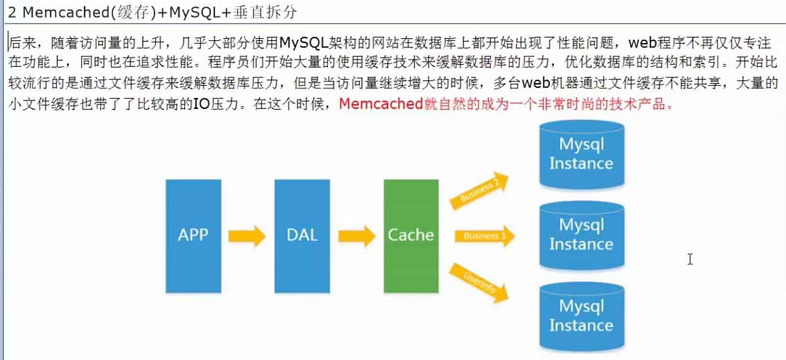 2 Memcached(缓存)+MySQL+垂直拆分
后来，随着访问量的上升，几乎大部分使用MySQL架构的网站在数据库上都开始出现了性能问题，web程序不再仅仅专注
在功能上，同时也在追求性能。程序员们开始大量的使用缓存技术来缓解数据库的压力，优化数据库的结构和索引。开始比
较流行的是通过文件缓存来缓解数据库压力，但是当访问量继续增大的时候，多台web机器通过文件缓存不能共享，大量的
小文件缓存也带了了比较高的IO压力。在这个时候，Memcached就自然的成为一个非常时尚的技术产品。
APP
DAL
Cache
Business 2
Business 1
UserInfo
Mysql
Instance
Mysql
Instance
Mysql
Instance